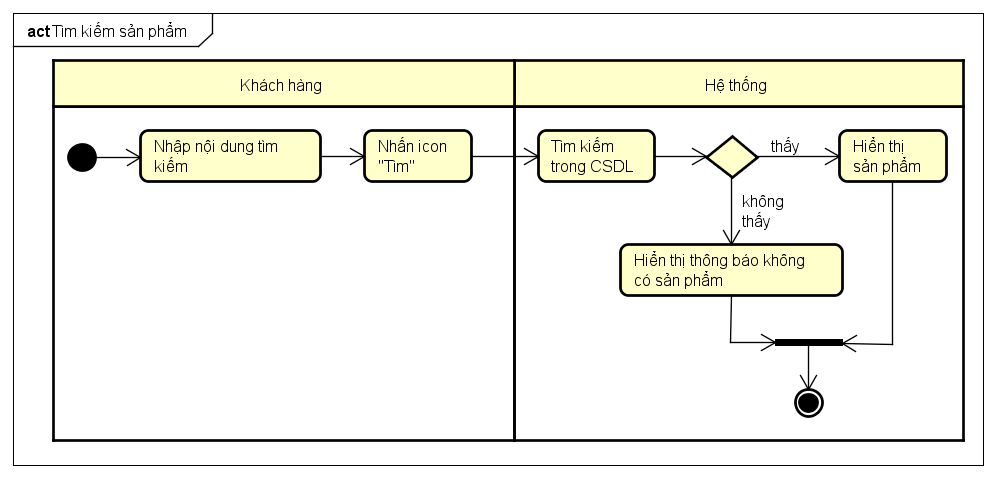 act Tìm kiếm sản phẩm
Khách hàng
Hệ thống
Nhập nội dung tìm
kiếm
Nhấn icon
"Tìm"
Tìm kiếm
trong CSDL
thấy
Hiển thị
sản phẩm
không
thấy
Hiển thị thông báo không
có sản phẩm